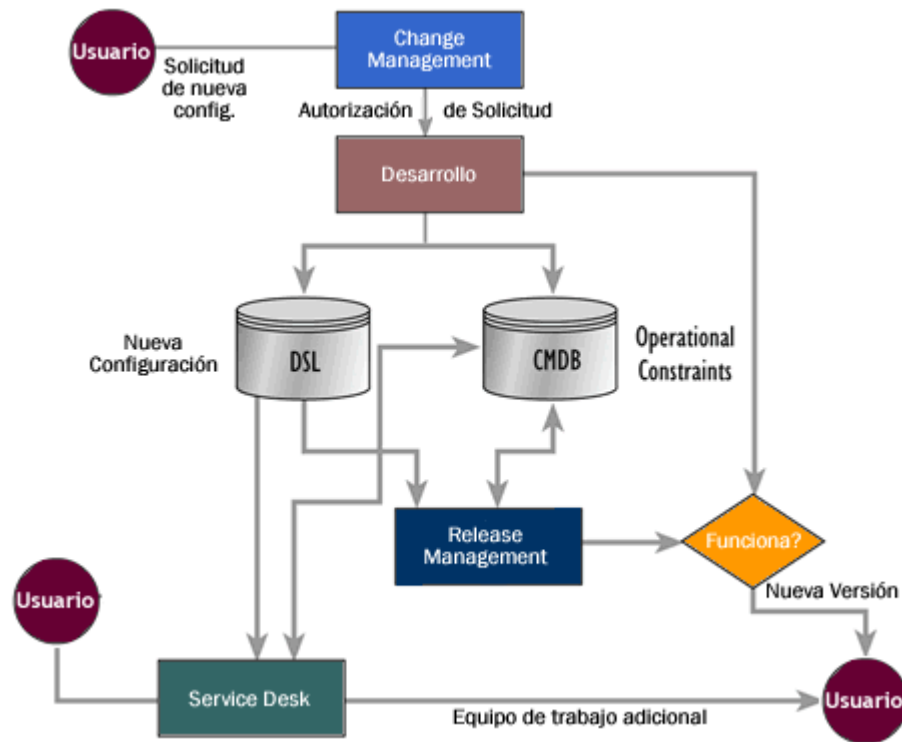 Usuario
Change
Management
Solicitud
de nueva
config.
Autorización de Solicitud
Desarrollo
Nueva
Configuración
DSL
CMDB
Operational
Constraints
Release
Management
Funciona?
Nueva Versión
Usuario
Service Desk
Equipo de trabajo adicional
Usuario